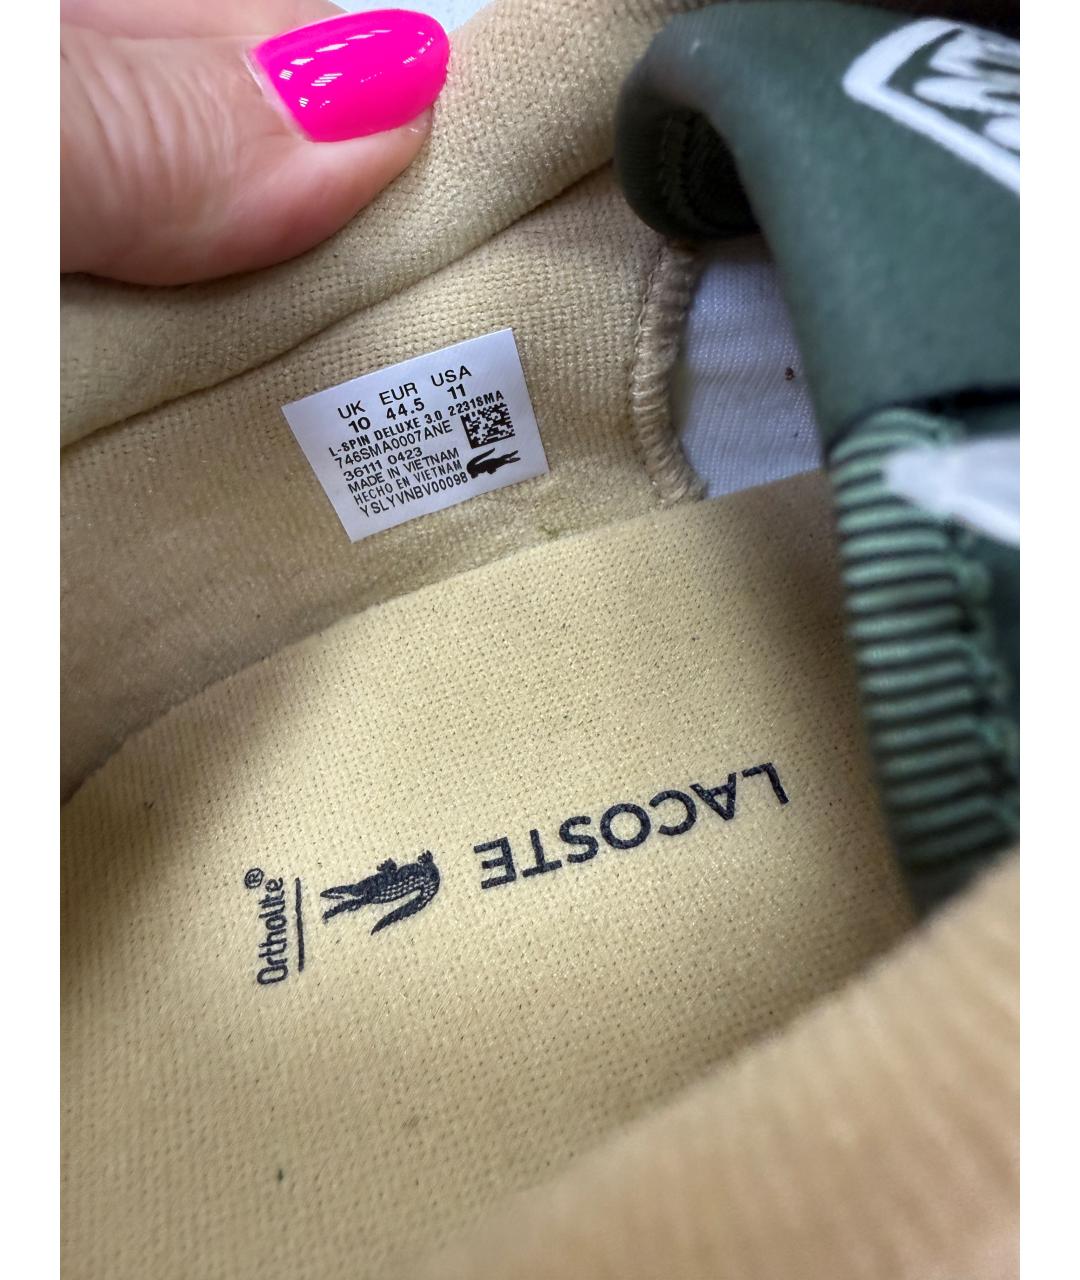 UK EUR USA
10 44.5 11
L-SPIN DELUXE 3.0 2231SMA
746SMA0007ANE
36111 0423
MADE IN VIETNAM
HECHO EN VIETNAM
YSLYVNBV00098
LACOSTE
Ortholite®